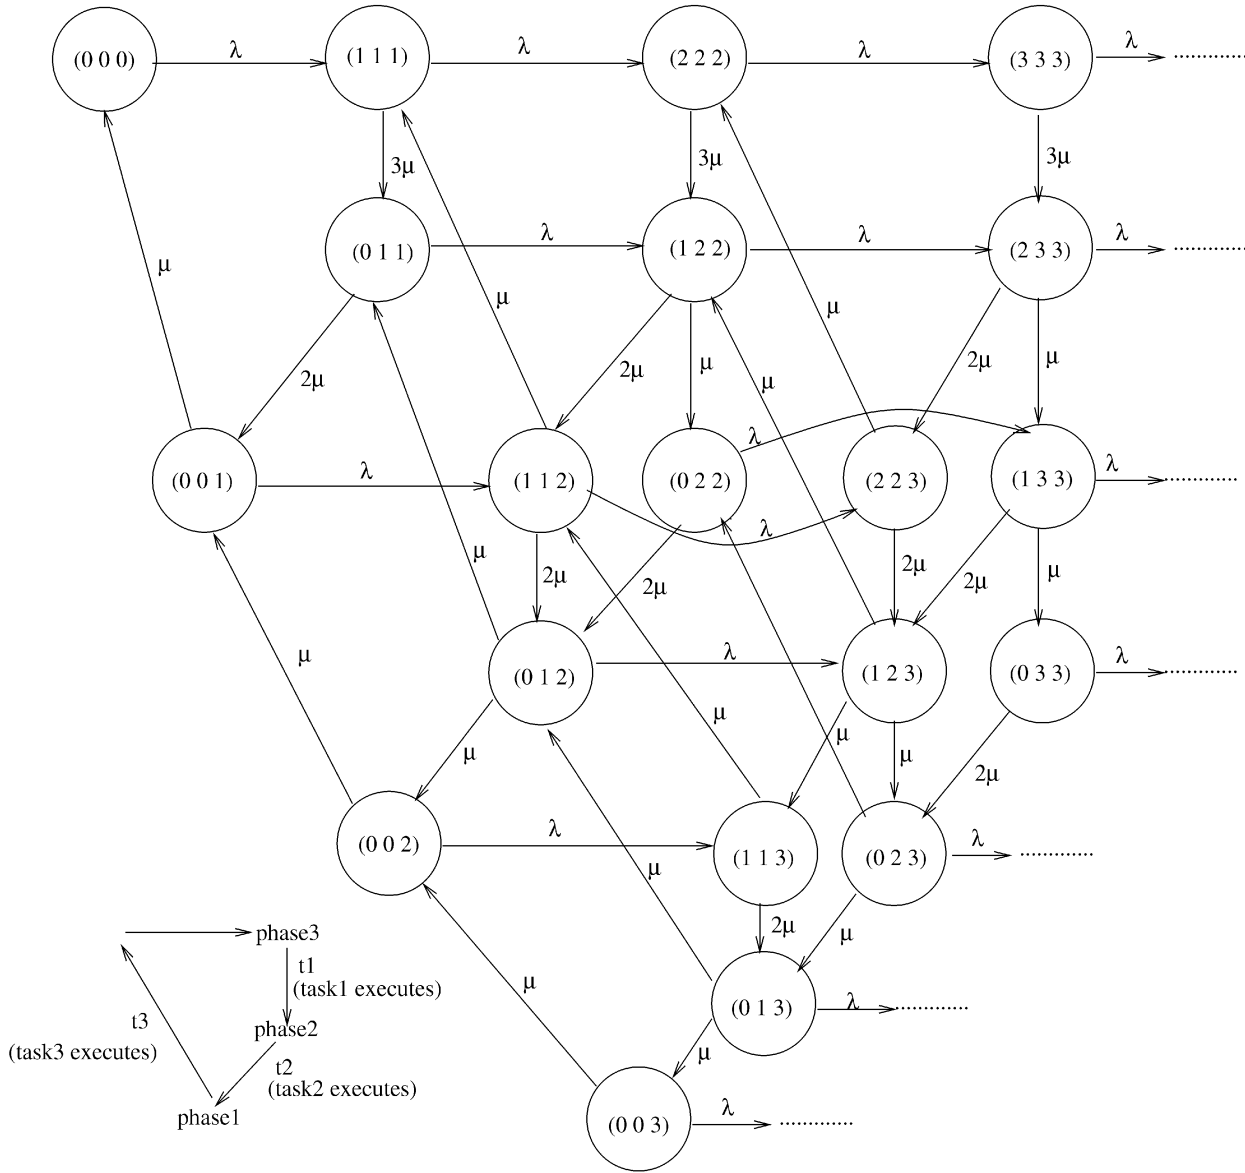 λ λ λ λ
(0 0 0) (1 1 1) (2 2 2) (3 3 3)
3μ 3μ 3μ
λ λ λ
(0 1 1) (1 2 2) (2 3 3)
μ μ μ
2μ 2μ μ μ 2μ μ
λ λ λ
(0 0 1) (1 1 2) (0 2 2) (2 2 3) (1 3 3)
λ
μ 2μ 2μ 2μ 2μ μ
μ λ λ
(0 1 2) (1 2 3) (0 3 3)
μ μ μ μ 2μ
λ λ
(0 0 2) (1 1 3) (0 2 3)
μ
2μ μ
phase3
t1
(task1 executes)
μ
λ
(0 1 3)
t3
phase2
(task3 executes)
μ
t2
(task2 executes)
phase1
λ
(0 0 3)